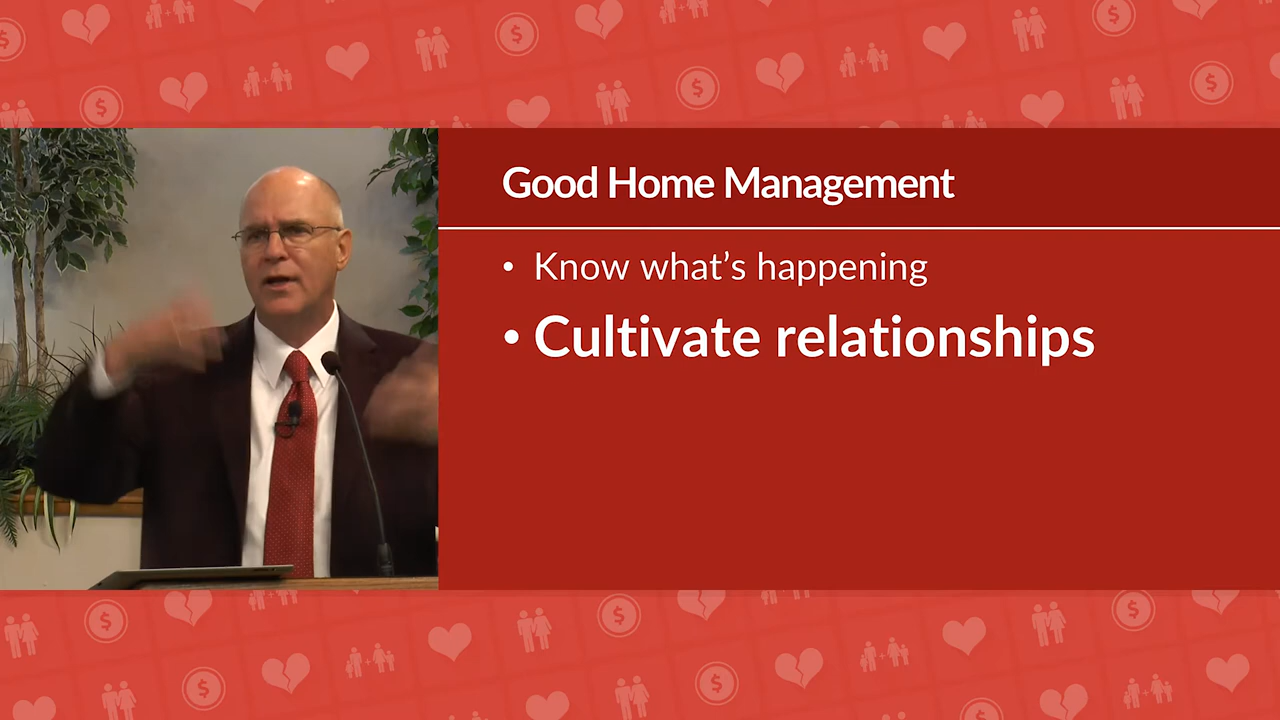 Good Home Management
• Know what’s happening
• Cultivate relationships